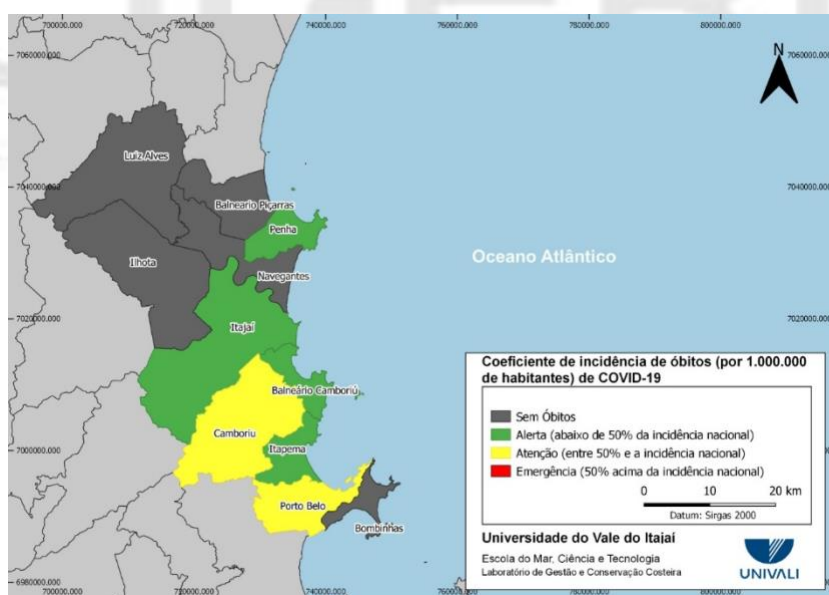 700000.000 720000.000 740000.000 760000.000 780000.000 800000.000
7060000.000 7060000.000
N
Luiz Alves
7040000.000 7040000.000
Balneario Piçarras
Penha
Ilhota
Navegantes
Oceano Atlântico
7020000.000 7020000.000
Itajaí
Balneário Camboriú
Camboriu
7000000.000
Itapema
Porto Belo
Bombinhas
6980000.000
700000.000 720000.000 740000.000
Coeficiente de incidência de óbitos (por 1.000.000
de habitantes) de COVID-19
Sem Óbitos
Alerta (abaixo de 50% da incidência nacional)
Atenção (entre 50% e a incidência nacional)
Emergência (50% acima da incidência nacional)
0 10 20 km
Datum: Sirgas 2000
Universidade do Vale do Itajaí
Escola do Mar, Ciência e Tecnologia
Laboratório de Gestão e Conservação Costeira
UNIVALI